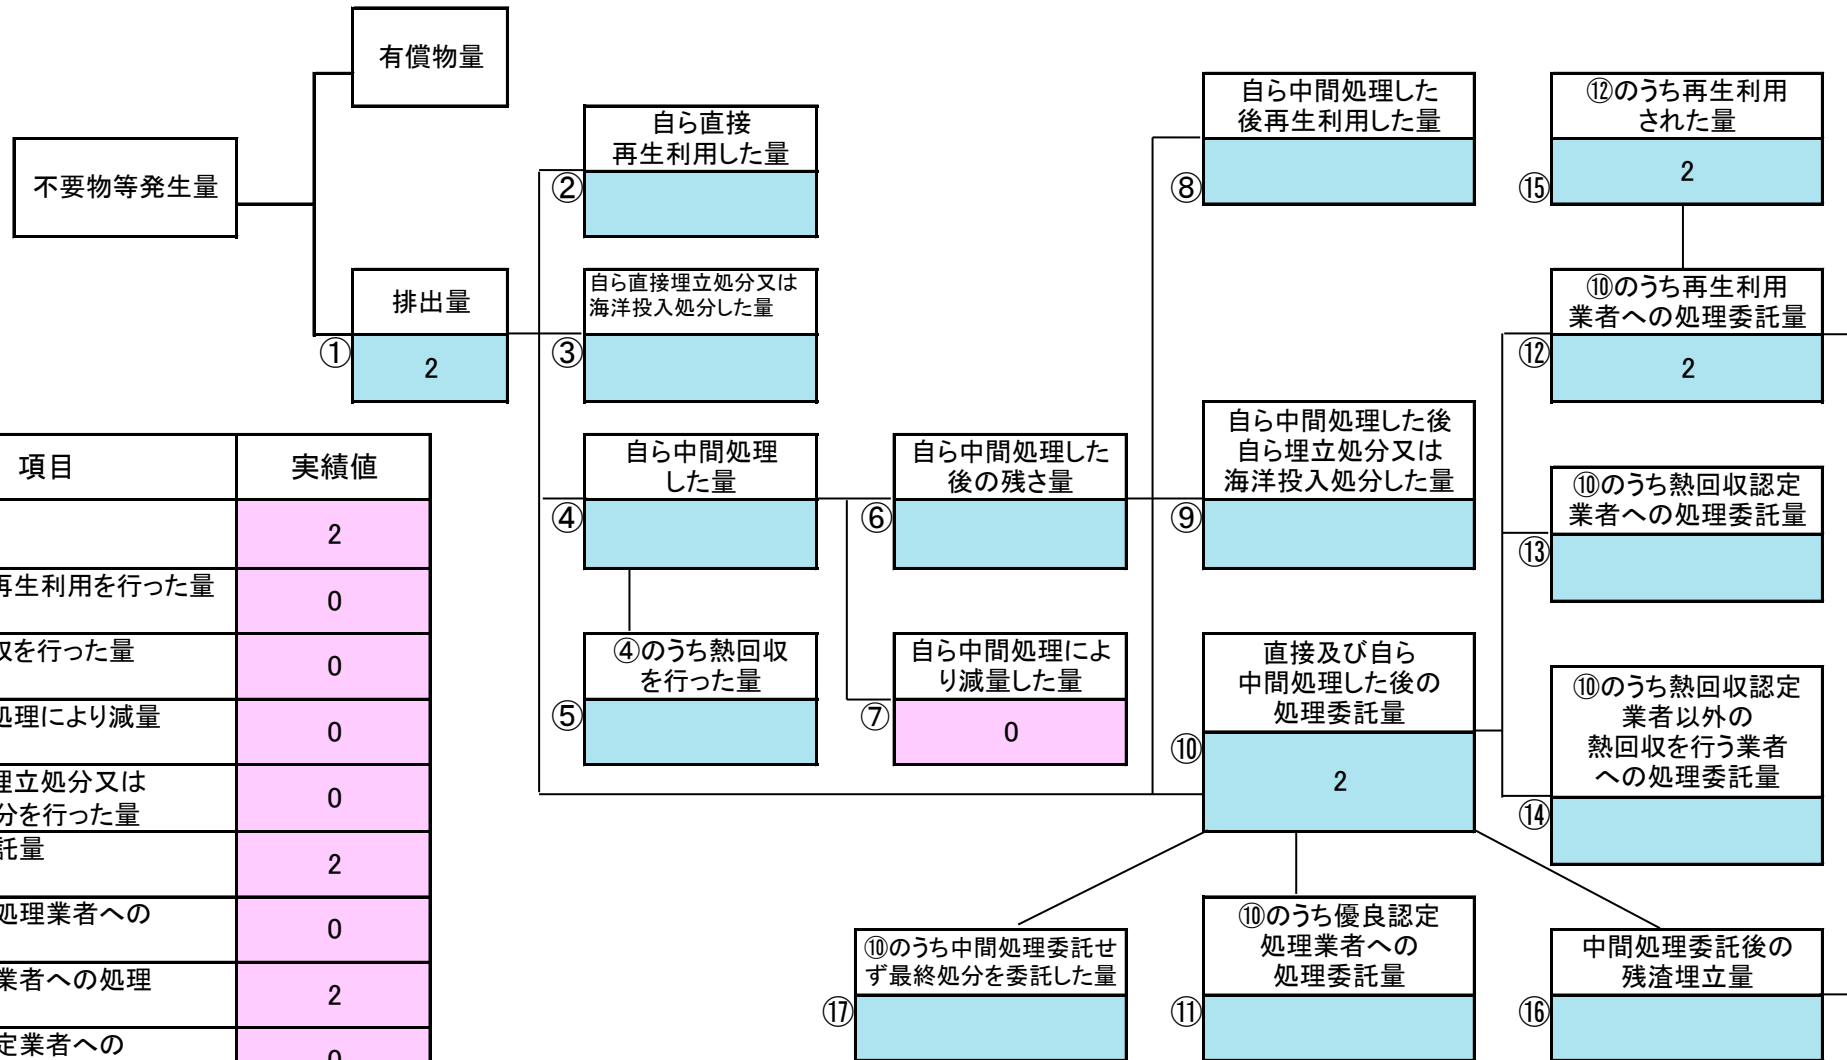 有償物量
不要物等発生量
排出量
①
2
自ら直接
再生利用した量
②
自ら直接埋立処分又は
海洋投入処分した量
③
自ら中間処理
した量
④
④のうち熱回収
を行った量
⑤
自ら中間処理した
後の残さ量
⑥
自ら中間処理によ
り減量した量
⑦
0
自ら中間処理した
後再生利用した量
⑧
自ら中間処理した後
自ら埋立処分又は
海洋投入処分した量
⑨
直接及び自ら
中間処理した後の
処理委託量
⑩
2
⑫のうち再生利用
された量
⑮
2
⑩のうち再生利用
業者への処理委託量
⑫
2
⑩のうち熱回収認定
業者への処理委託量
⑬
⑩のうち熱回収認定
業者以外の
熱回収を行う業者
への処理委託量
⑭
⑩のうち中間処理委託せ
ず最終処分を委託した量
⑰
⑩のうち優良認定
処理業者への
処理委託量
⑪
中間処理委託後の
残渣埋立量
⑯
項目
実績値
2
再生利用を行った量
0
収を行った量
0
処理により減量
0
埋立処分又は
分を行った量
0
託量
2
処理業者への
0
業者への処理
2
定業者への
0